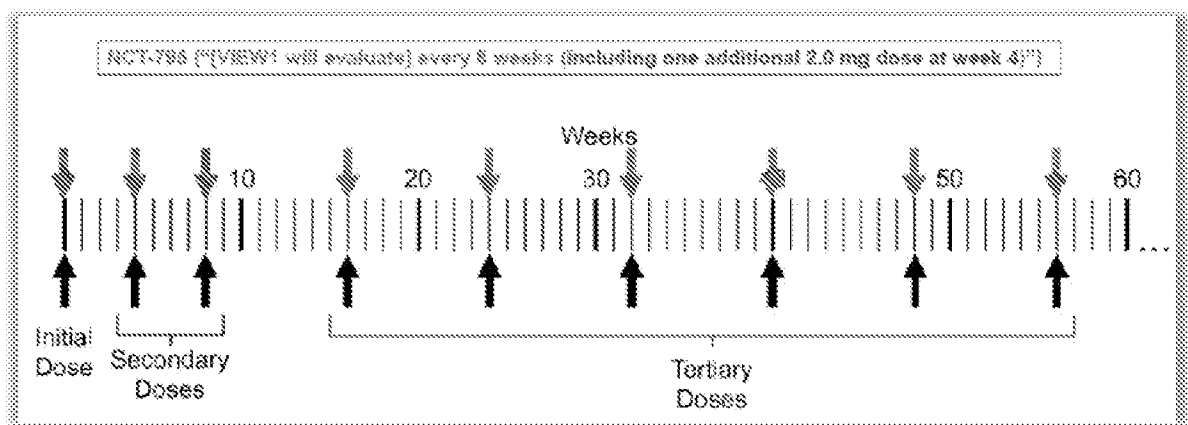 NCT-795 ("[VIEW1 will evaluate] every 8 weeks (including one additional 2.0 mg dose at week 4)")
Weeks
10 20 30 50 60
...
Initial
Dose
Secondary
Doses
Tertiary
Doses